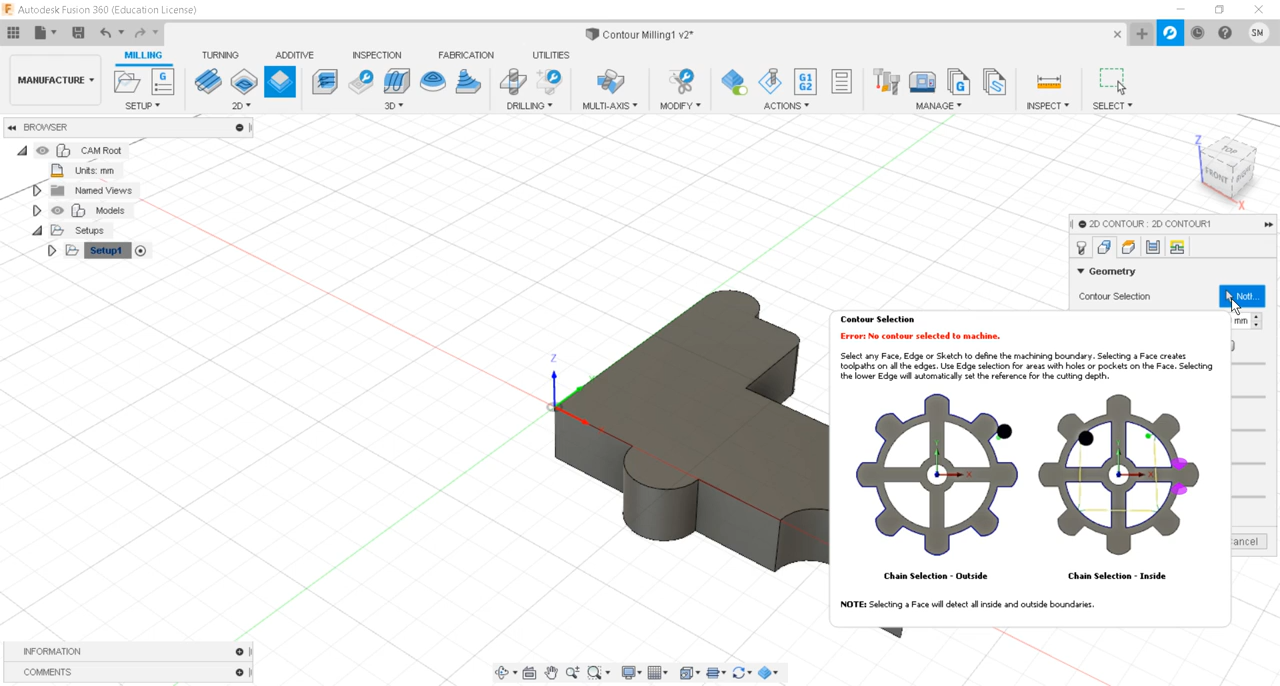 Autodesk Fusion 360 (Education License)
Contour Milling1 v2*
SM
MILLING TURNING ADDITIVE INSPECTION FABRICATION UTILITIES
MANUFACTURE
G
G1
G2
G
SETUP 2D 3D DRILLING MULTI-AXIS MODIFY ACTIONS MANAGE INSPECT SELECT
BROWSER
CAM Root
Units: mm
Named Views
Models
Setups
Setup1
Z
TOP
FRONT
RIGHT
X
2D CONTOUR : 2D CONTOUR1
Geometry
Contour Selection Noti...
mm
Contour Selection
Error: No contour selected to machine.
Select any Face, Edge or Sketch to define the machining boundary. Selecting a Face creates
toolpaths on all the edges. Use Edge selection for areas with holes or pockets on the Face. Selecting
the lower Edge will automatically set the reference for the cutting depth.
Chain Selection - Outside
Chain Selection - Inside
NOTE: Selecting a Face will detect all inside and outside boundaries.
ancel
Z
INFORMATION
COMMENTS